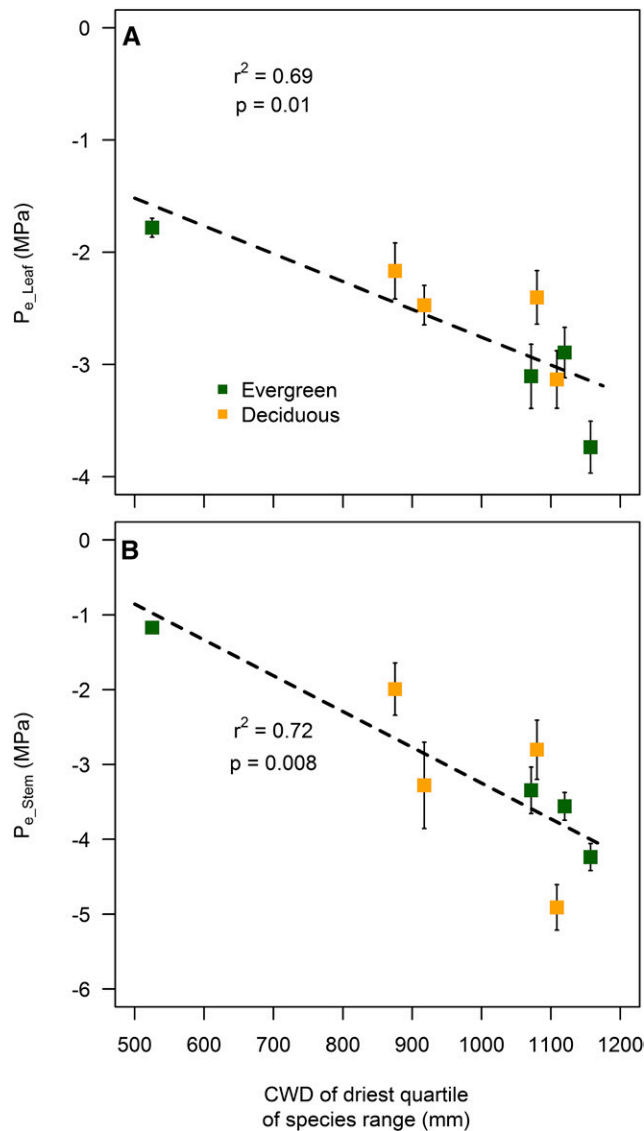 A
r² = 0.69
p = 0.01
0
-1
-2
-3
-4
P e_Leaf (MPa)
Evergreen
Deciduous
B
r² = 0.72
p = 0.008
0
-1
-2
-3
-4
-5
-6
P e_Stem (MPa)
500 600 700 800 900 1000 1100 1200
CWD of driest quartile
of species range (mm)